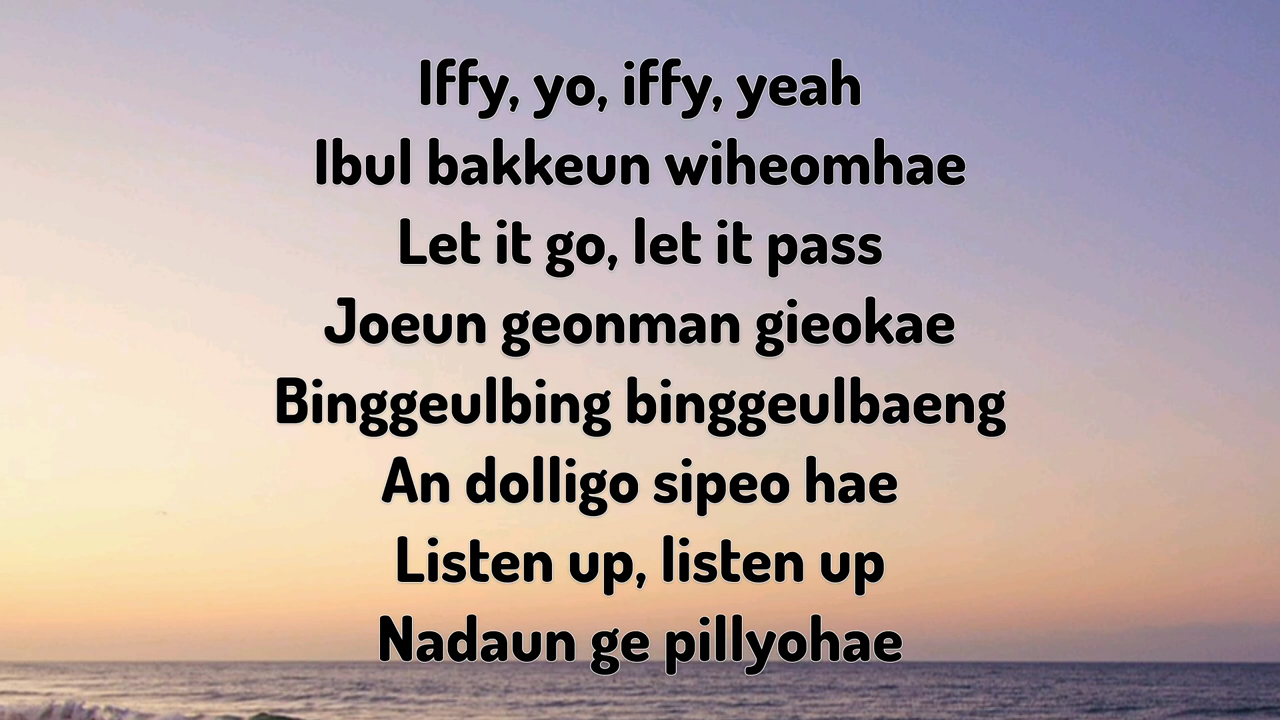 Iffy, yo, iffy, yeah
Ibul bakkeun wiheomhae
Let it go, let it pass
Joeun geonman gieokae
Binggeulbing binggeulbaeng
An dolligo sipeo hae
Listen up, listen up
Nadaun ge pillyohae